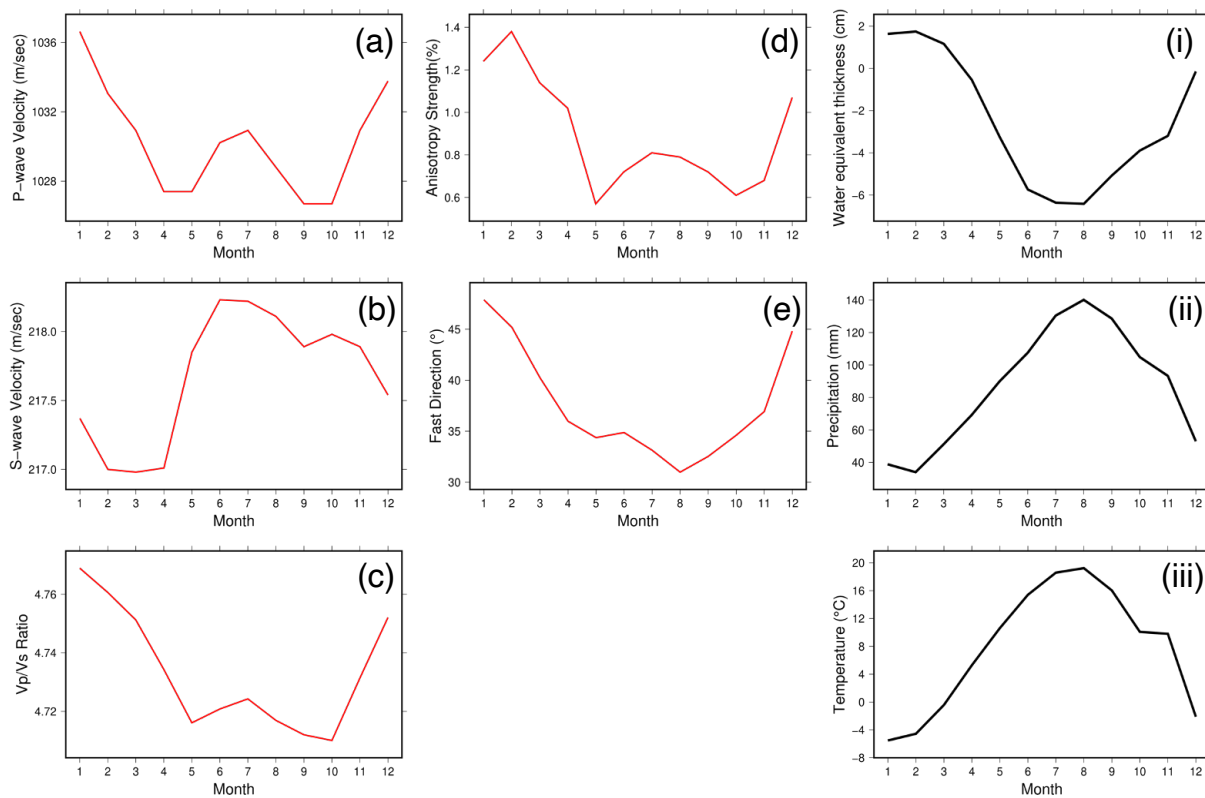 (a)
P-wave Velocity (m/sec)
1036
1032
1028
1 2 3 4 5 6 7 8 9 10 11 12
Month
(d)
Anisotropy Strength(%)
1.4
1.2
1.0
0.8
0.6
1 2 3 4 5 6 7 8 9 10 11 12
Month
(i)
Water equivalent thickness (cm)
2
0
−2
−4
−6
1 2 3 4 5 6 7 8 9 10 11 12
Month
(b)
S-wave Velocity (m/sec)
218.0
217.5
217.0
1 2 3 4 5 6 7 8 9 10 11 12
Month
(e)
Fast Direction (°)
45
40
35
30
1 2 3 4 5 6 7 8 9 10 11 12
Month
(ii)
Precipitation (mm)
140
120
100
80
60
40
1 2 3 4 5 6 7 8 9 10 11 12
Month
(c)
Vp/Vs Ratio
4.76
4.74
4.72
1 2 3 4 5 6 7 8 9 10 11 12
Month
(iii)
Temperature (°C)
20
16
12
8
4
0
−4
−8
1 2 3 4 5 6 7 8 9 10 11 12
Month